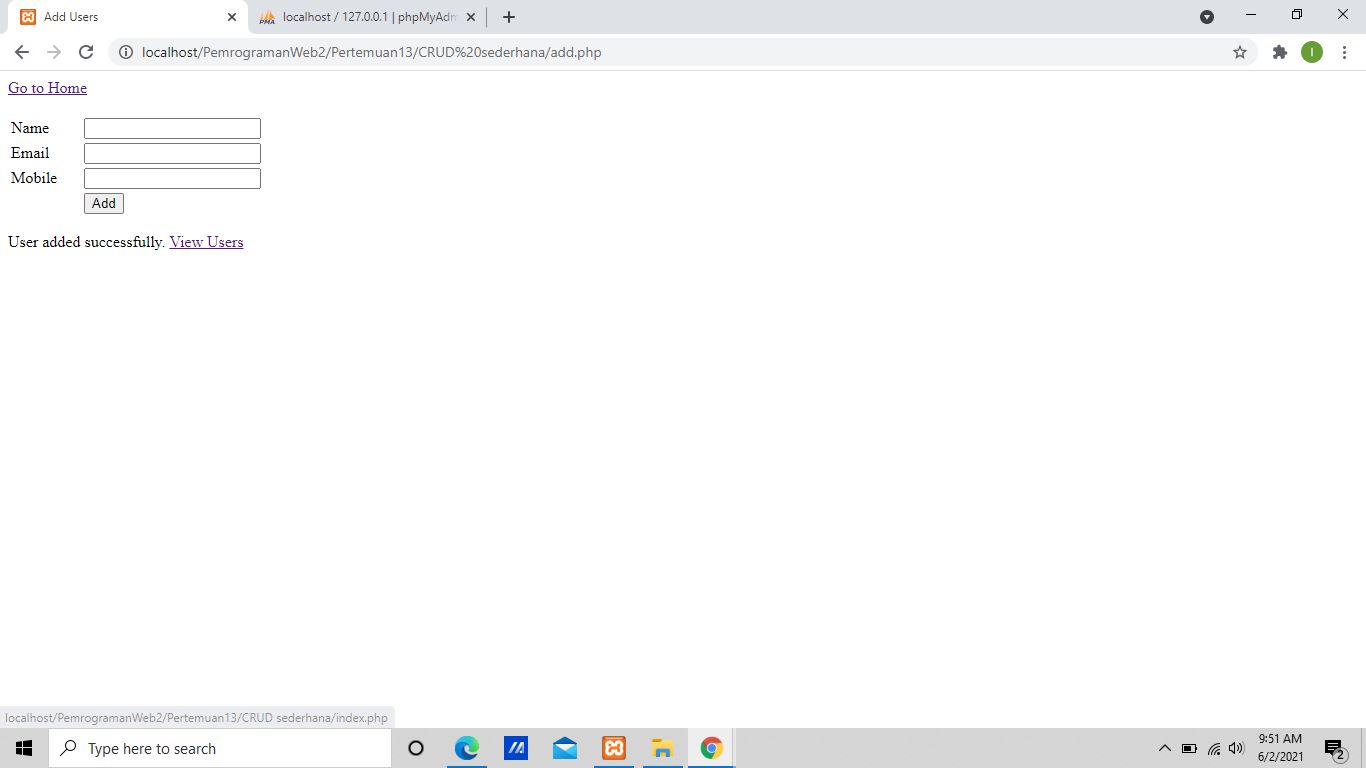 Add Users
localhost / 127.0.0.1 | phpMyAdm
localhost/PemrogramanWeb2/Pertemuan13/CRUD%20sederhana/add.php
I
Go to Home
Name
Email
Mobile
Add
User added successfully. View Users
localhost/PemrogramanWeb2/Pertemuan13/CRUD sederhana/index.php
Type here to search
9:51 AM
6/2/2021
2